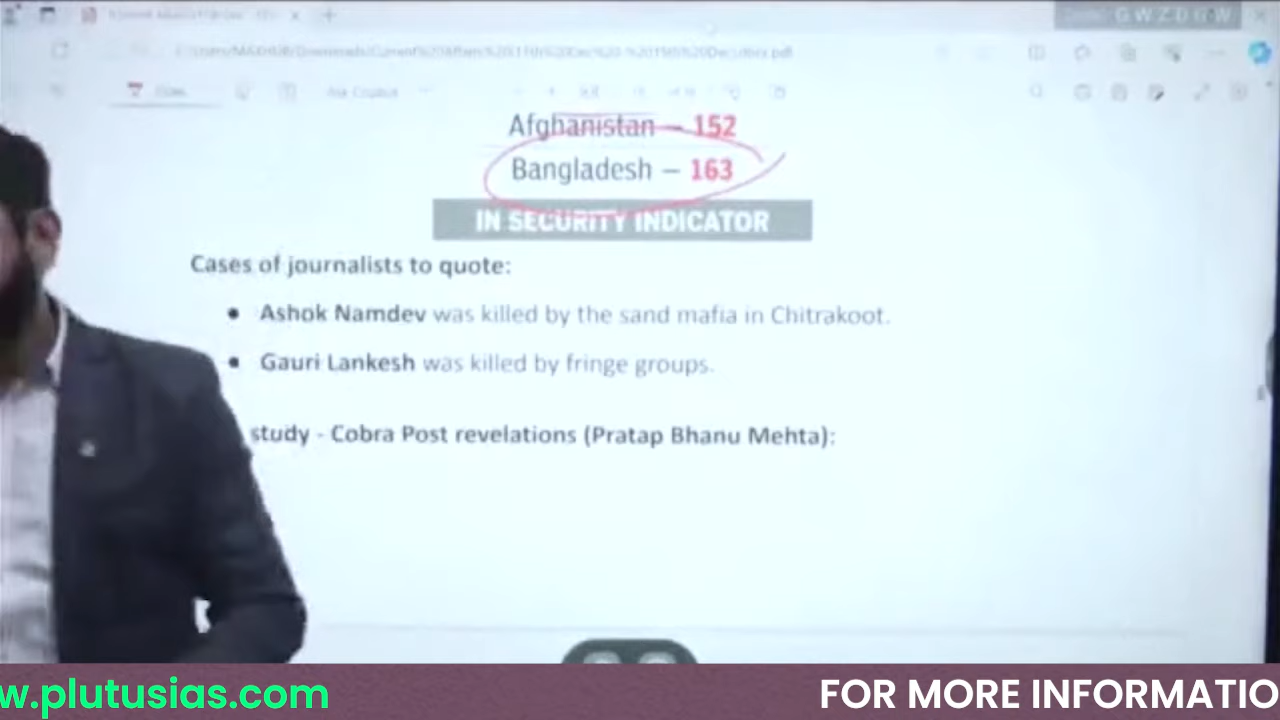 Afghanistan – 152
Bangladesh – 163
IN SECURITY INDICATOR
Cases of journalists to quote:
• Ashok Namdev was killed by the sand mafia in Chitrakoot.
• Gauri Lankesh was killed by fringe groups.
study - Cobra Post revelations (Pratap Bhanu Mehta):
w.plutusias.com
FOR MORE INFORMATIO